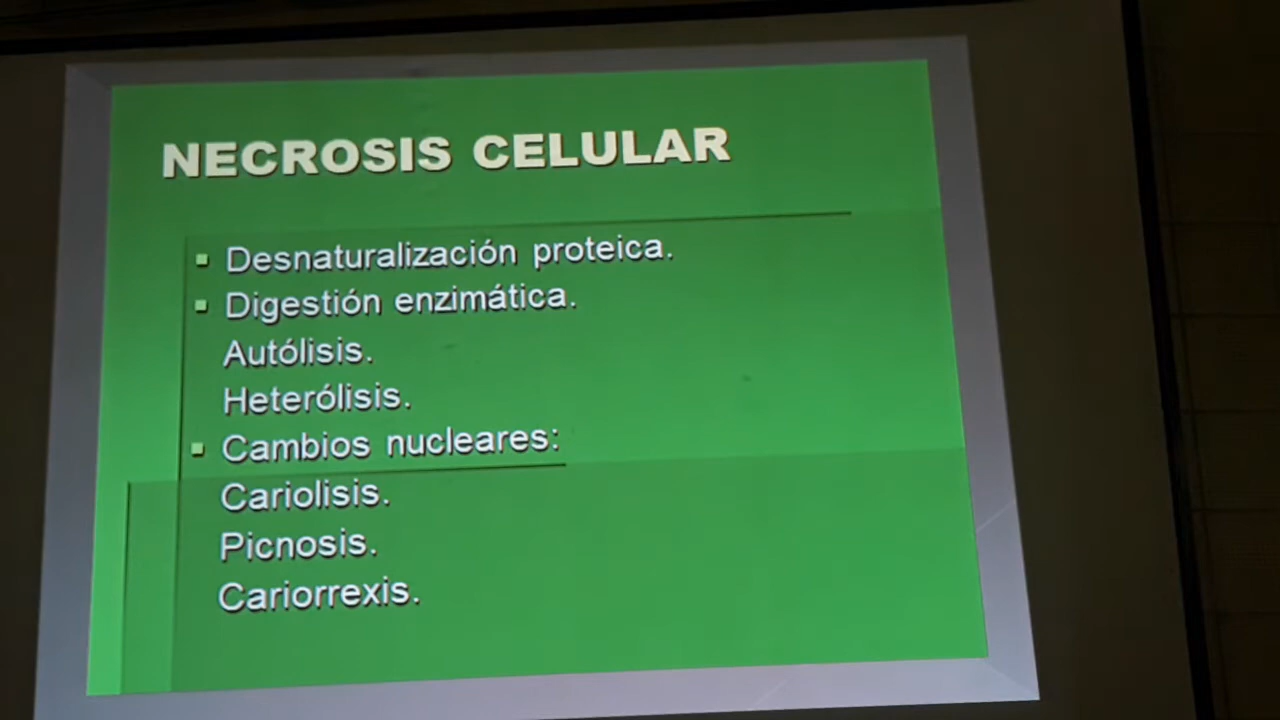 NECROSIS CELULAR
Desnaturalización proteica.
Digestión enzimática.
Autólisis.
Heterólisis.
Cambios nucleares:
Cariolisis.
Picnosis.
Cariorrexis.